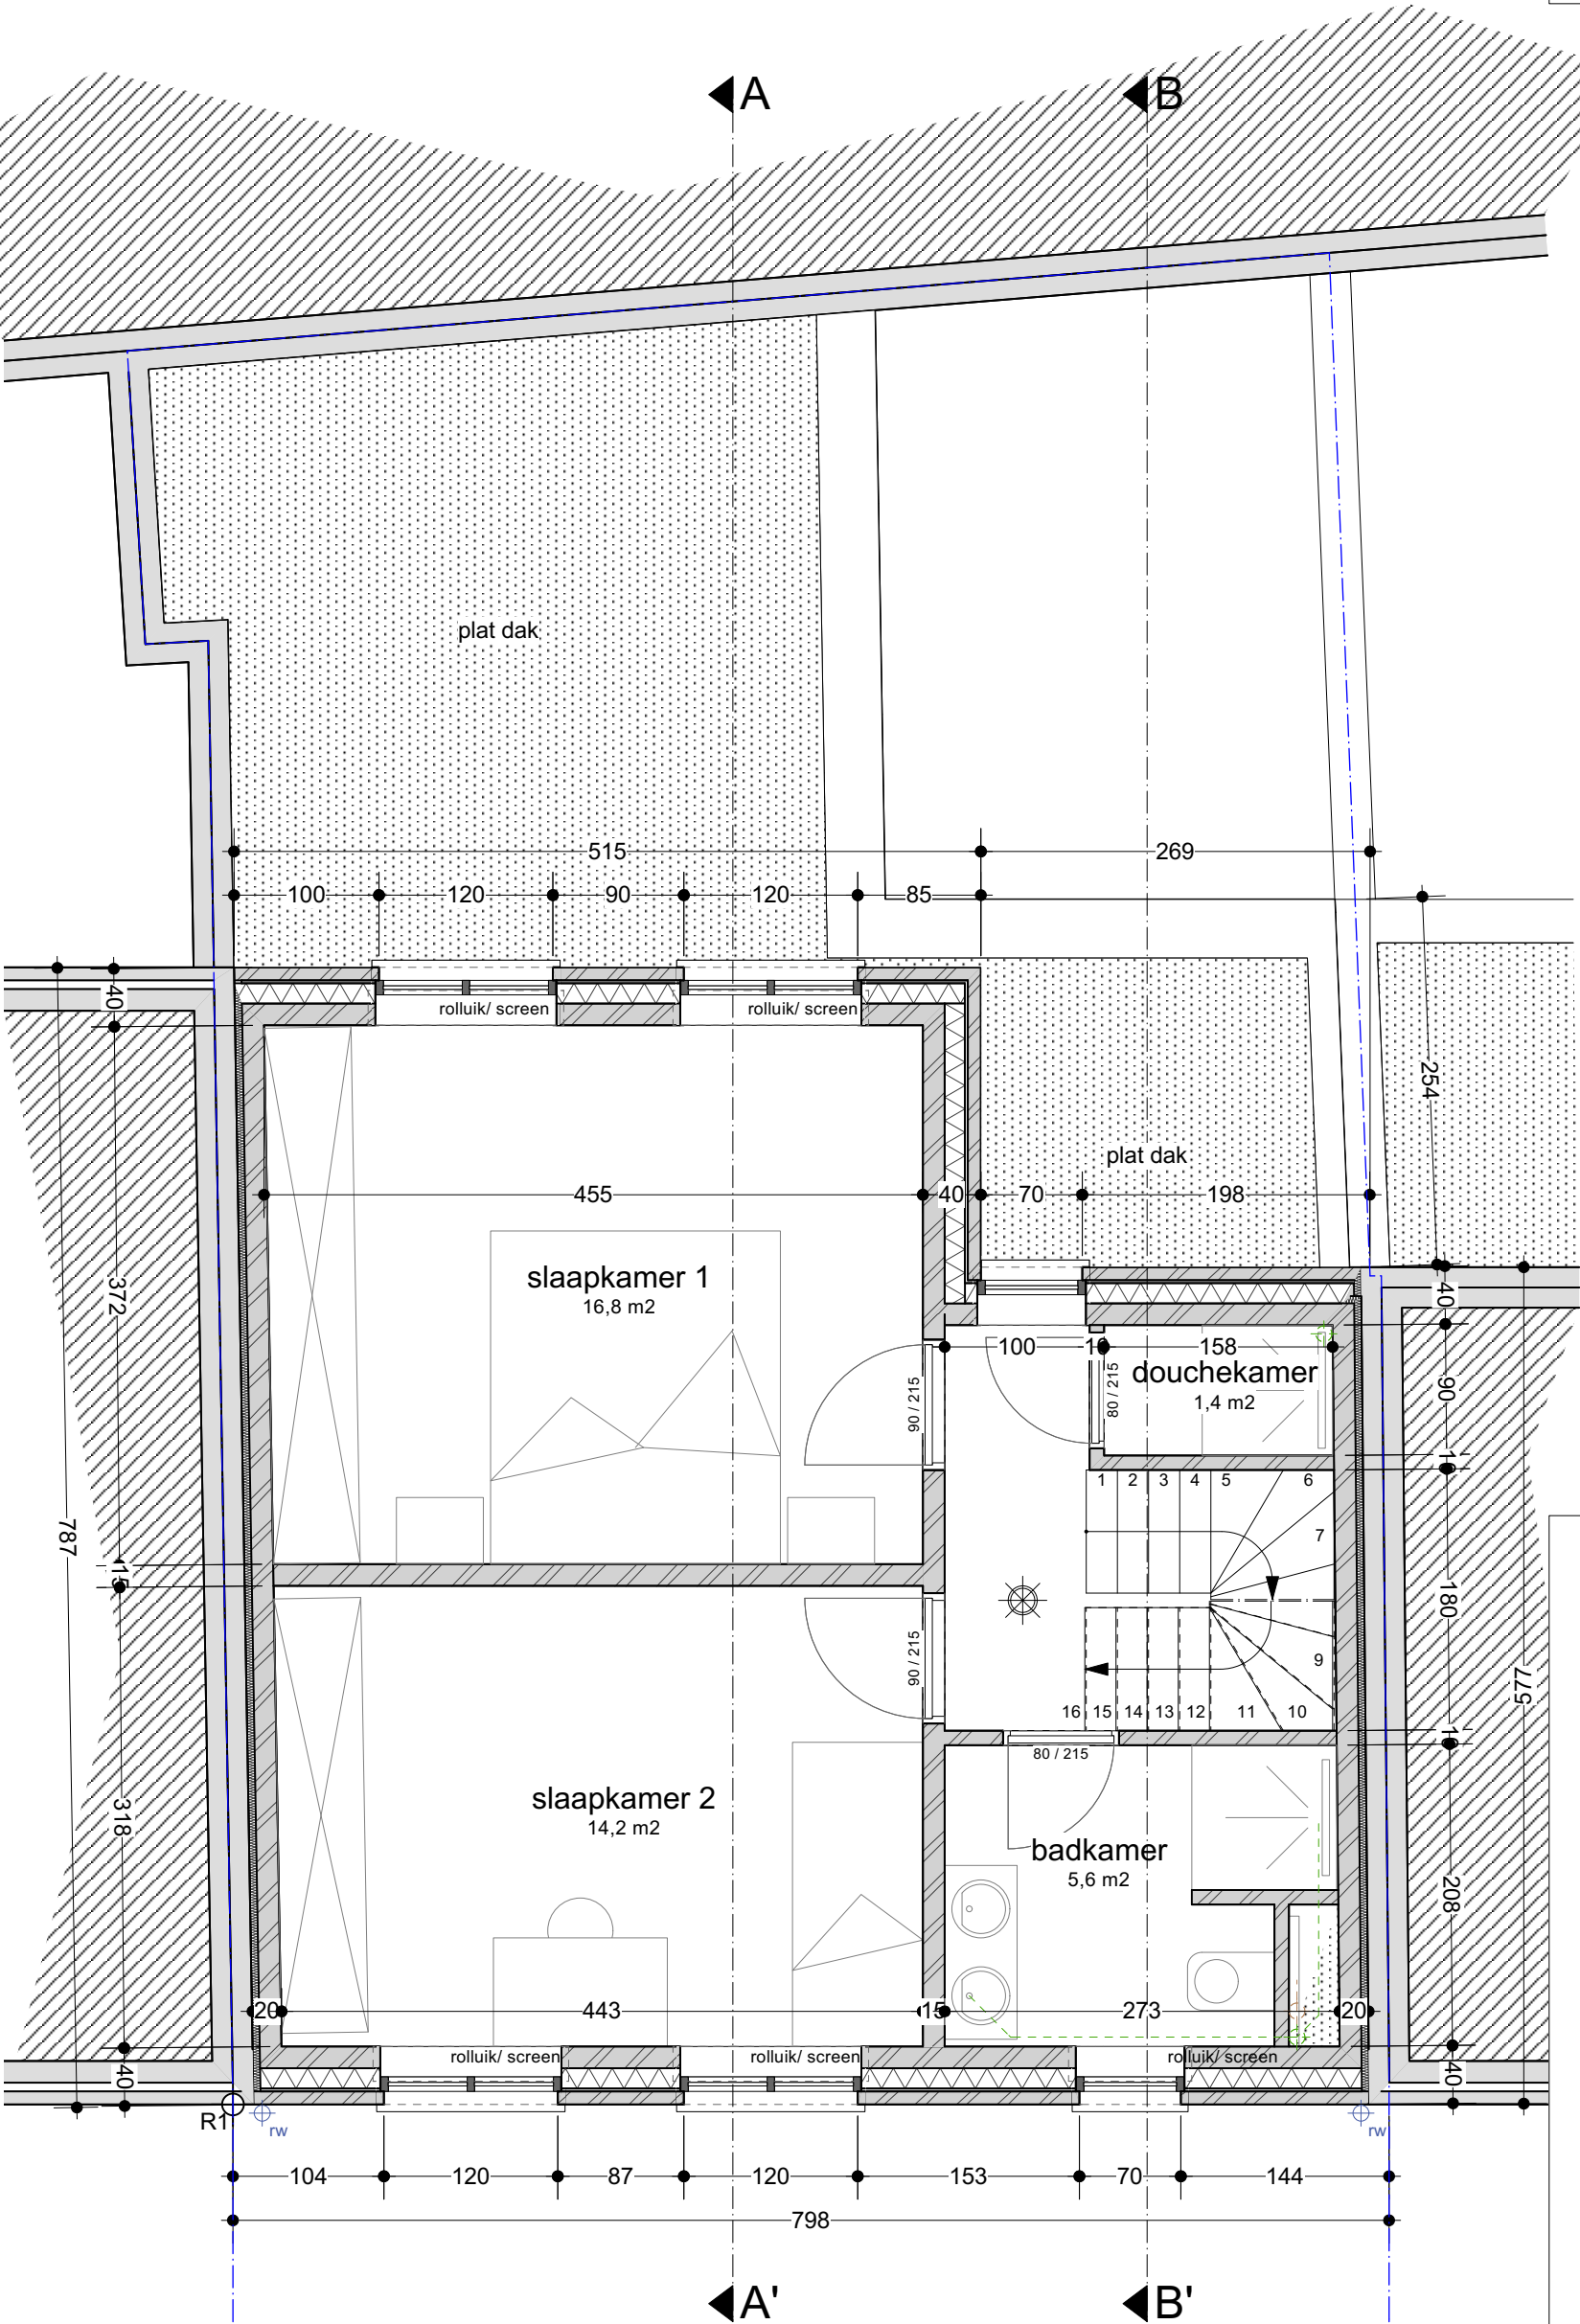 A
B
plat dak
515
269
100
120
90
120
85
40
rolluik/ screen
rolluik/ screen
254
plat dak
455
40
70
198
slaapkamer 1
16,8 m2
372
40
100
10
158
douchekamer
1,4 m2
90 / 215
80 / 215
90
10
1
2
3
4
5
6
7
787
15
180
9
90 / 215
16
15
14
13
12
11
10
775
10
80 / 215
slaapkamer 2
14,2 m2
318
badkamer
5,6 m2
208
20
443
15
273
20
rolluik/ screen
rolluik/ screen
rolluik/ screen
40
40
R1
rw
rw
104
120
87
120
153
70
144
798
A'
B'